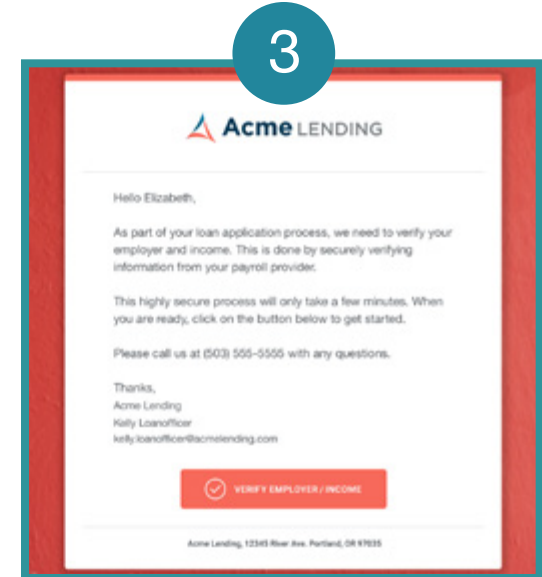 3
Acme LENDING
Hello Elizabeth,
As part of your loan application process, we need to verify your
employer and income. This is done by securely verifying
information from your payroll provider.
This highly secure process will only take a few minutes. When
you are ready, click on the button below to get started.
Please call us at (503) 555-5555 with any questions.
Thanks,
Acme Lending
Kelly Loanofficer
kelly.loanofficer@acmelending.com
VERIFY EMPLOYER / INCOME
Acme Lending, 12345 River Ave. Portland, OR 97035